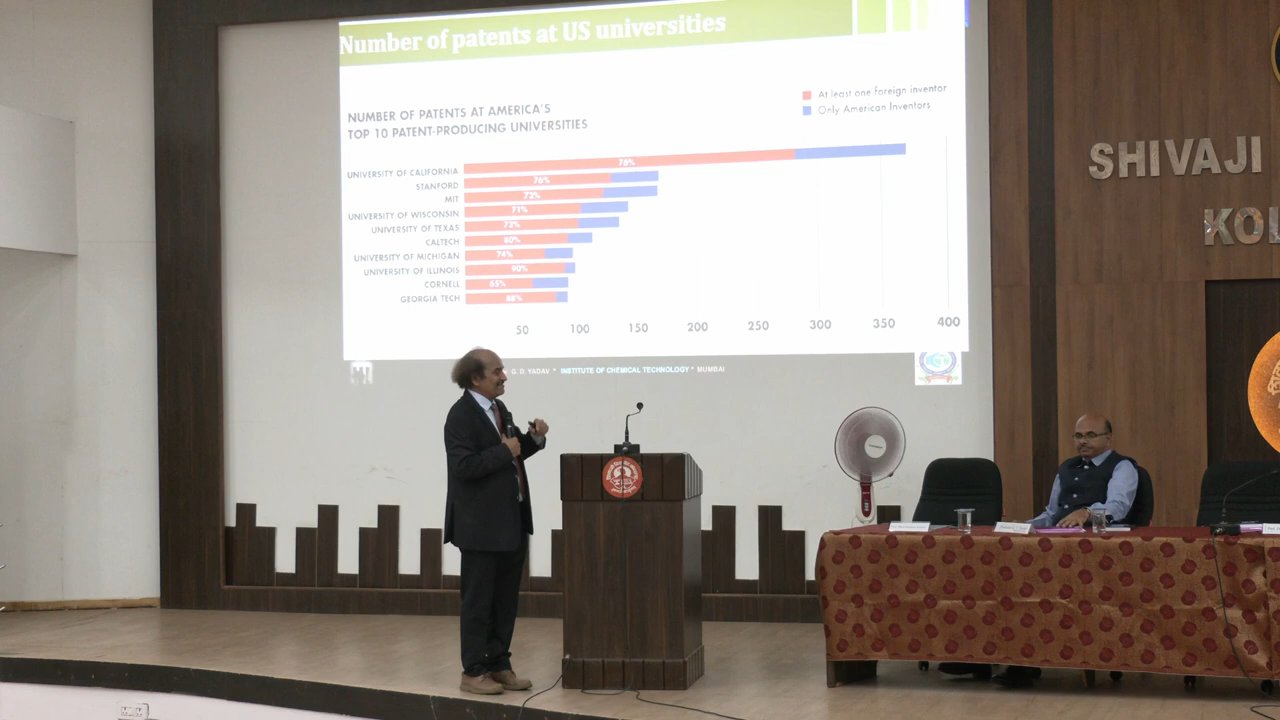 Number of patents at US universities
NUMBER OF PATENTS AT AMERICA'S
TOP 10 PATENT-PRODUCING UNIVERSITIES
At least one foreign inventor
Only American Inventors
UNIVERSITY OF CALIFORNIA 76%
STANFORD 76%
MIT 72%
UNIVERSITY OF WISCONSIN 71%
UNIVERSITY OF TEXAS 73%
CALTECH 80%
UNIVERSITY OF MICHIGAN 74%
UNIVERSITY OF ILLINOIS 90%
CORNELL
GEORGIA TECH 88%
50 100 150 200 250 300 350 400
G. D. YADAV * INSTITUTE OF CHEMICAL TECHNOLOGY * MUMBAI
SHIVAJI
KOL